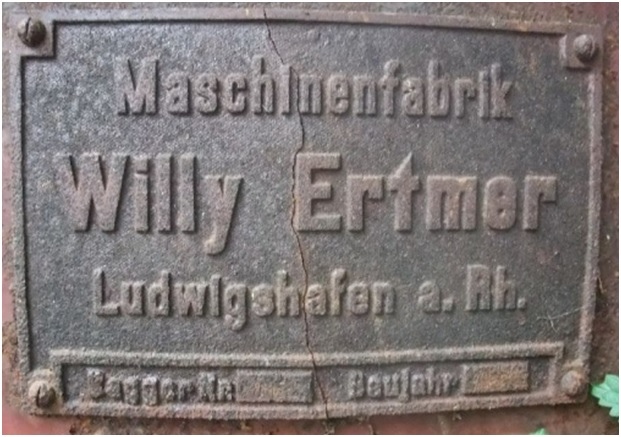 Maschinenfabrik
Willy Ertmer
Ludwigshafen a. Rh.
Bagger Nr. Baujahr